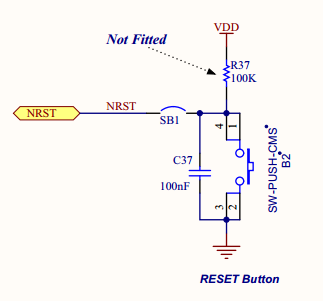 VDD
Not Fitted
R37
100K
NRST
NRST
SB1
4
1
C37
100nF
SW-PUSH-CMS
B2
3
2
RESET Button